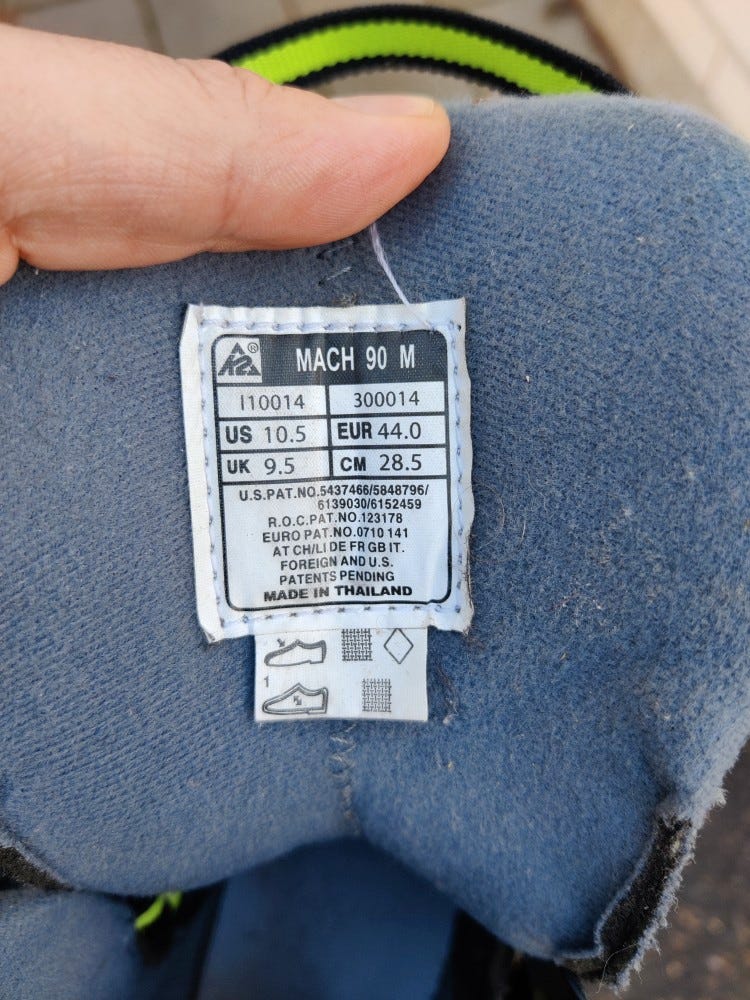 K2® MACH 90 M
I10014 300014
US 10.5 EUR 44.0
UK 9.5 CM 28.5
U.S.PAT.NO.5437466/5848796/
6139030/6152459
R.O.C.PAT.NO.123178
EURO PAT.NO.0710 141
AT CH/LI DE FR GB IT.
FOREIGN AND U.S.
PATENTS PENDING
MADE IN THAILAND
1